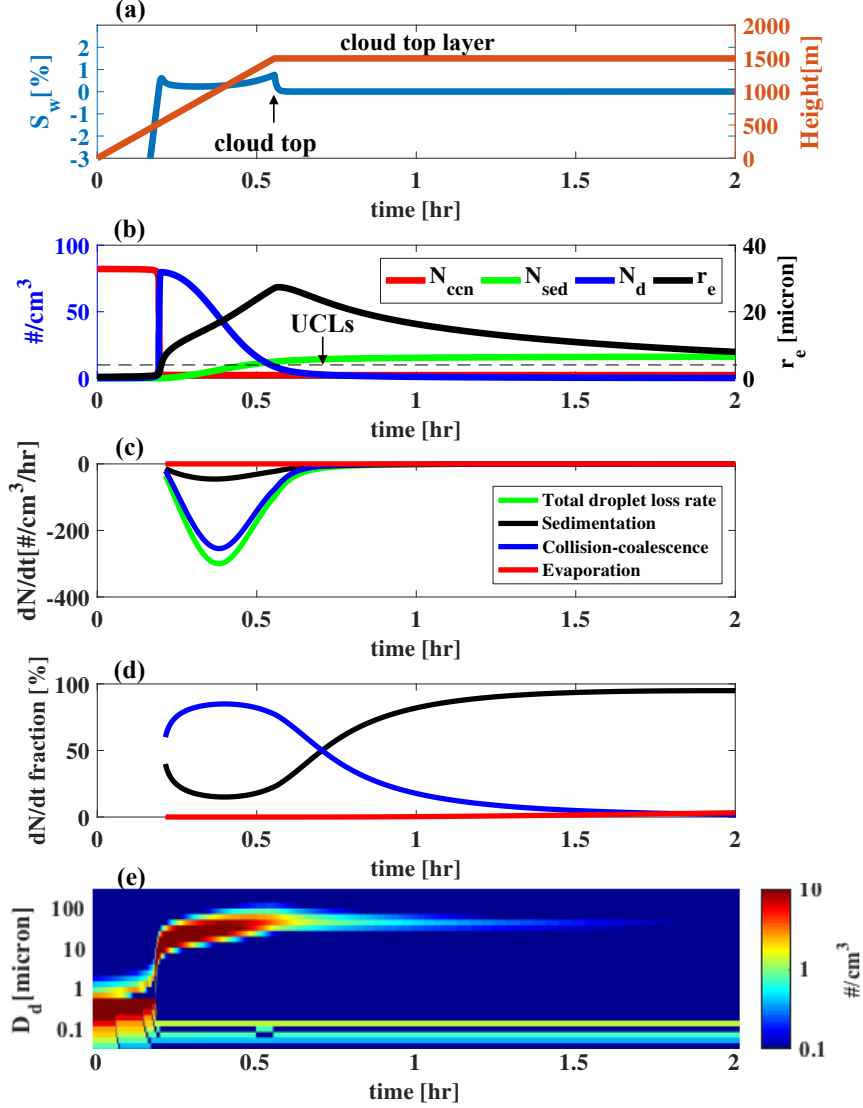 (a)
S_w[%]
2
1
0
-1
-2
-3
cloud top layer
cloud top
2000
1500
1000
500
0
Height[m]
0 0.5 1 1.5 2
time [hr]
(b)
#/cm^3
100
50
0
N_ccn N_sed N_d r_e
UCLs
40
20
0
r_e [micron]
0 0.5 1 1.5 2
time [hr]
(c)
dN/dt[#/cm^3/hr]
0
-200
-400
Total droplet loss rate
Sedimentation
Collision-coalescence
Evaporation
0 0.5 1 1.5 2
time [hr]
(d)
dN/dt fraction [%]
100
50
0
0 0.5 1 1.5 2
time [hr]
(e)
D_d[micron]
100
10
1
0.1
10
1
0.1
#/cm^3
0 0.5 1 1.5 2
time [hr]